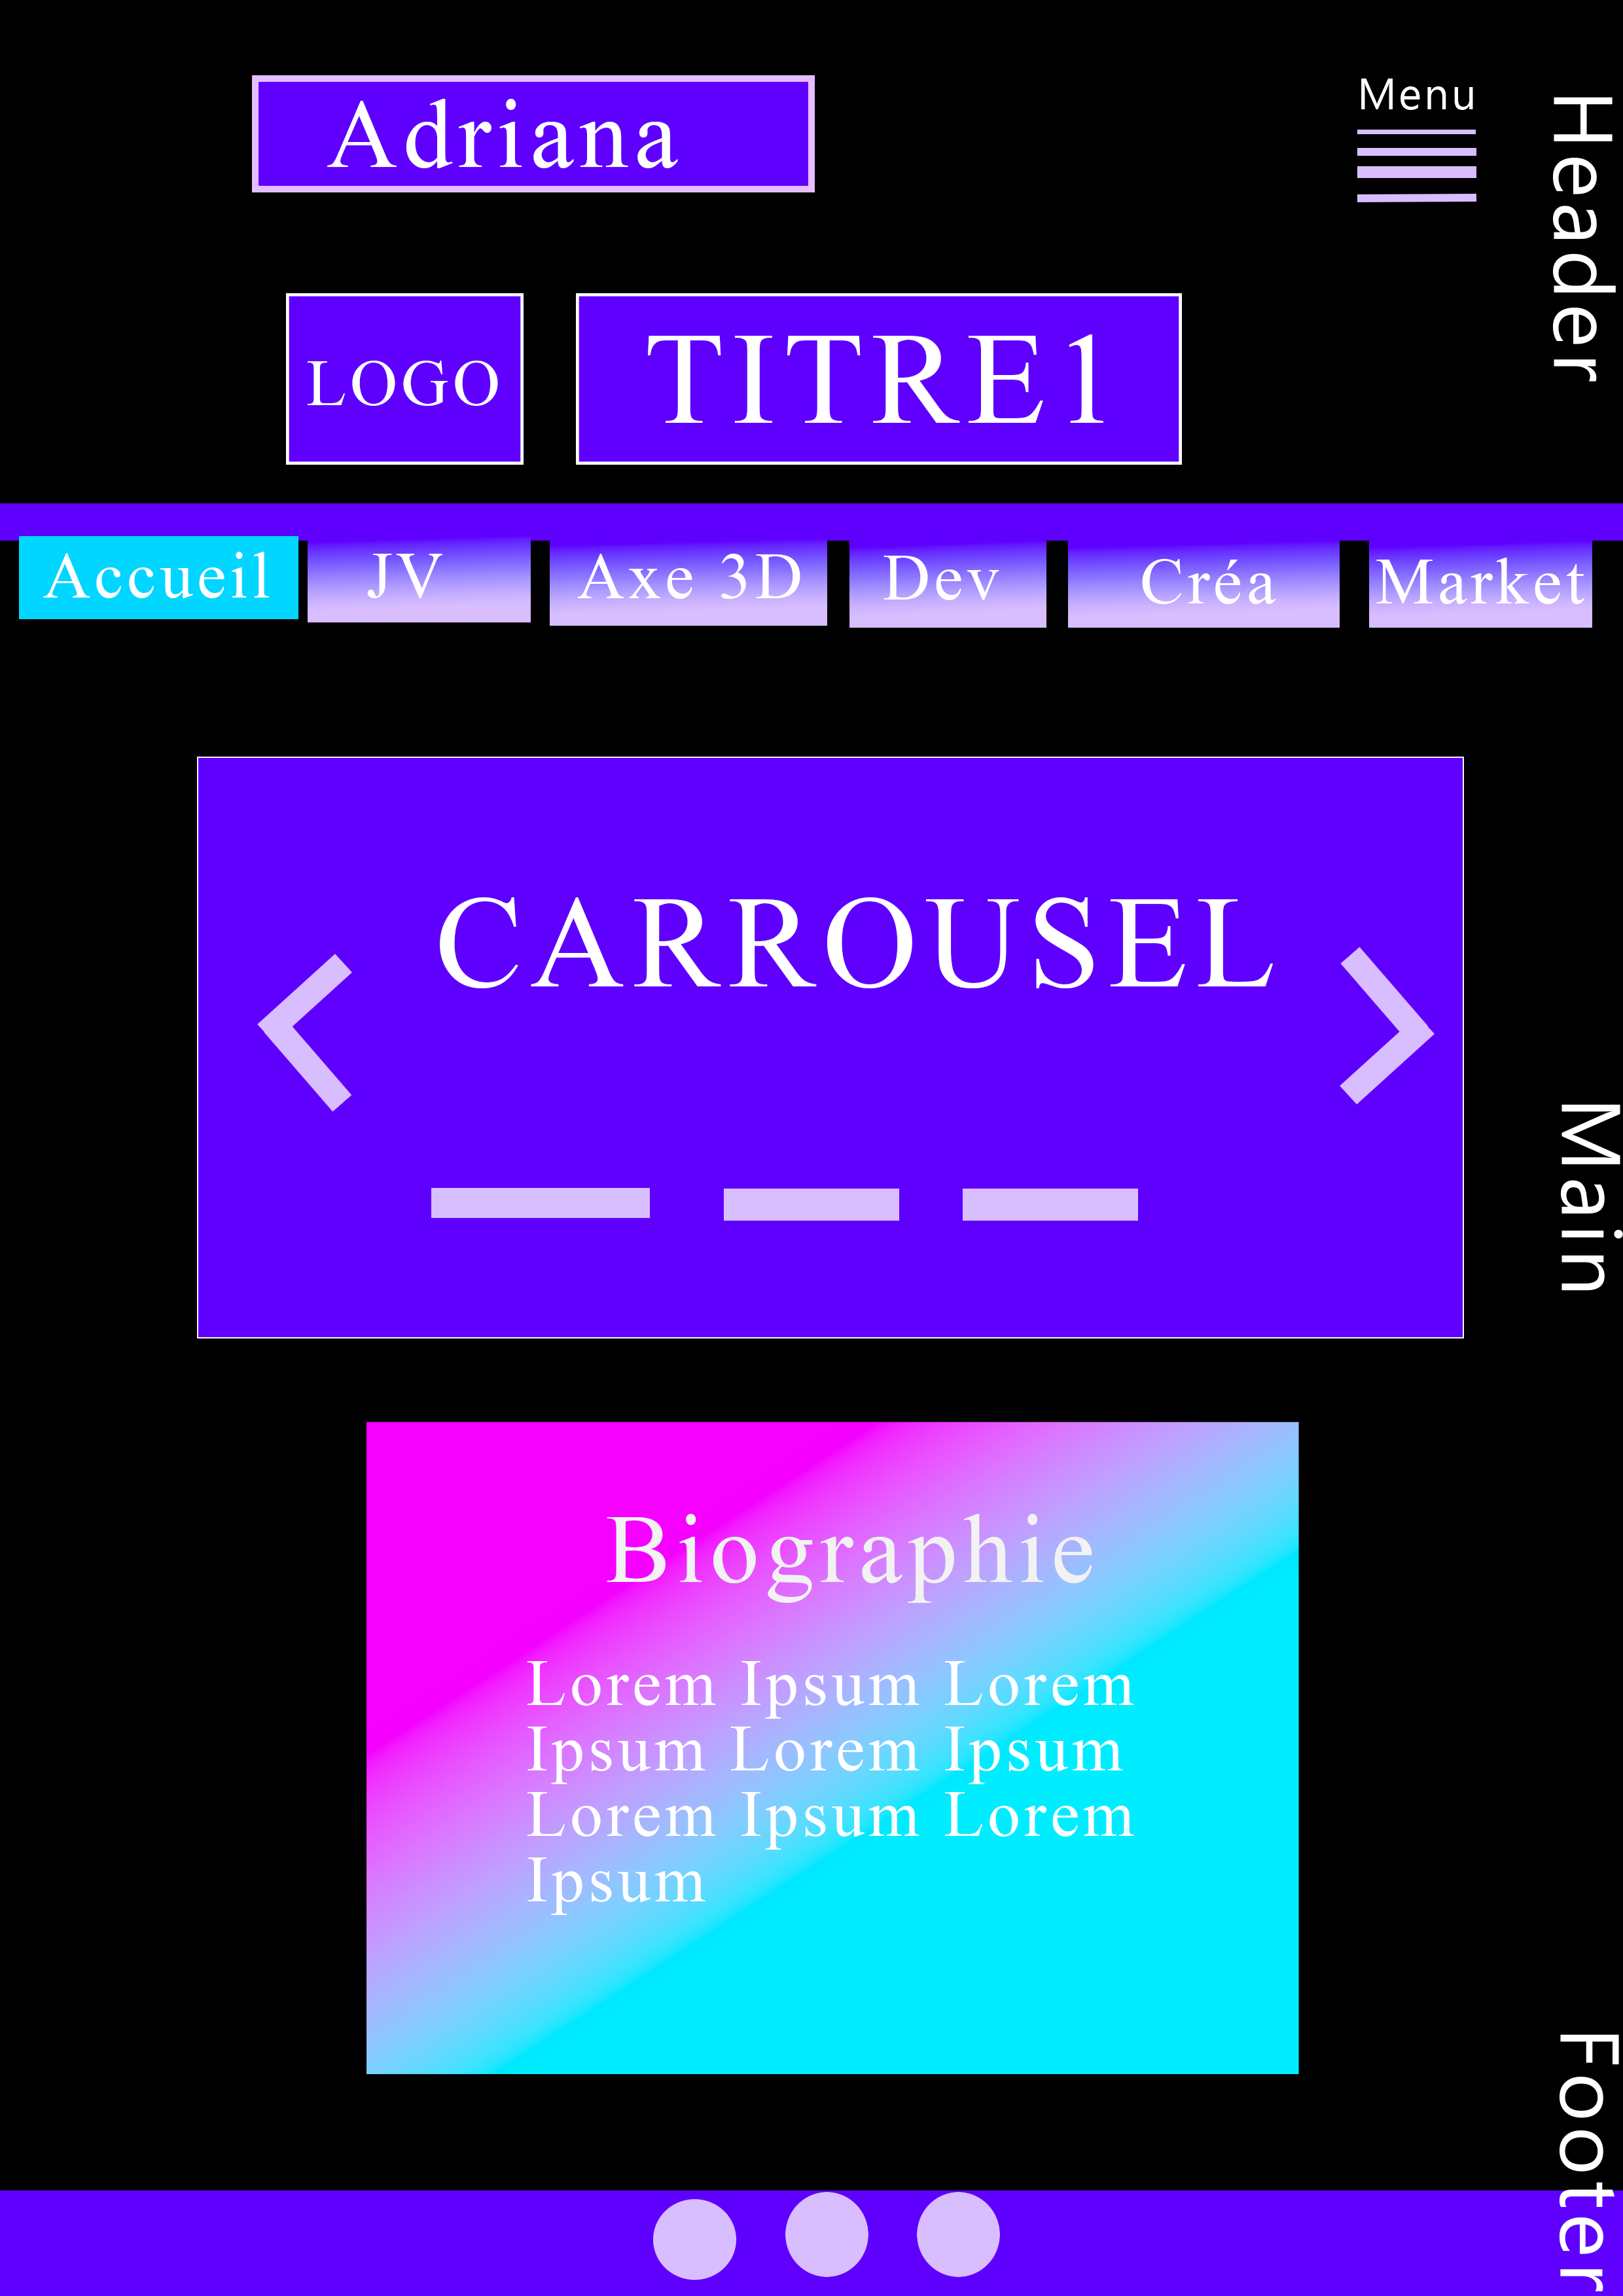 Adriana
Menu
Header
LOGO
TITRE1
Accueil
JV
Axe 3D
Dev
Créa
Market
CARROUSEL
Main
Biographie
Lorem Ipsum Lorem
Ipsum Lorem Ipsum
Lorem Ipsum Lorem
Ipsum
Footer